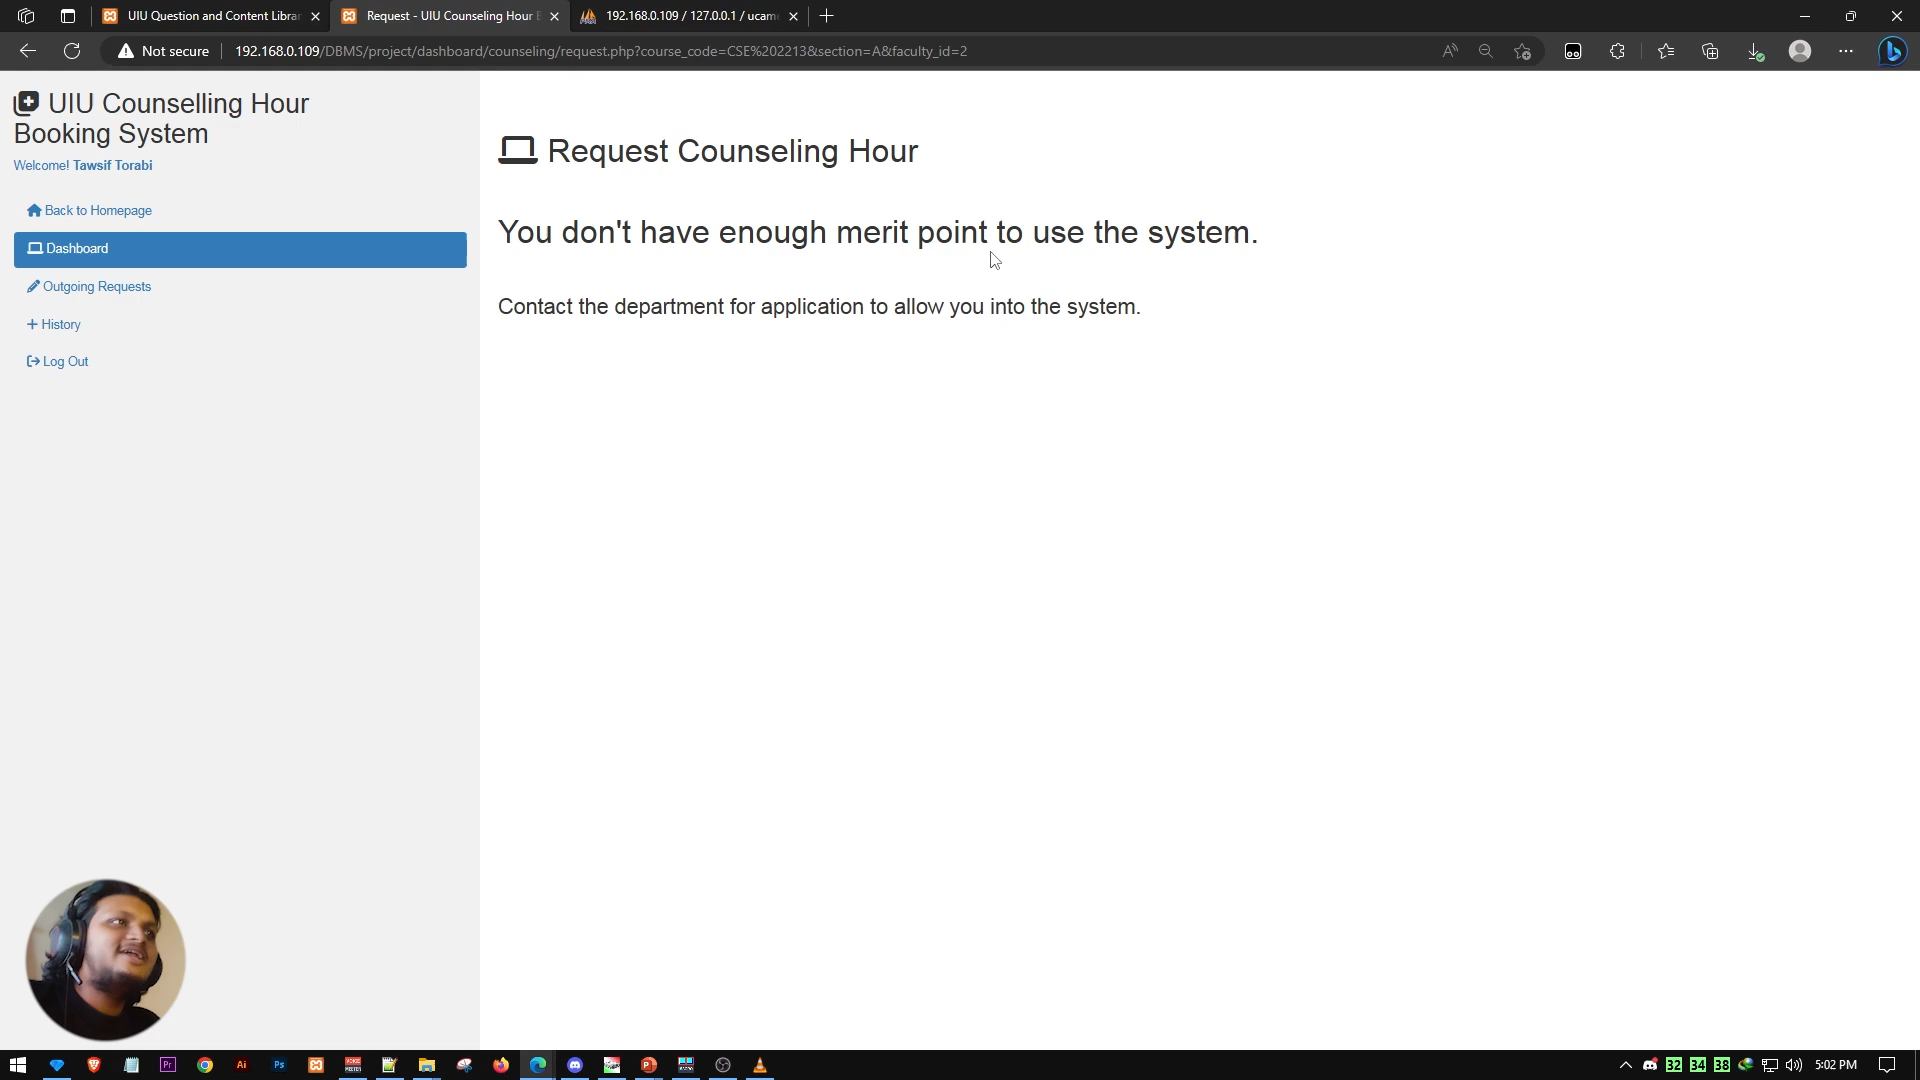 UIU Question and Content Librar
Request - UIU Counseling Hour B
192.168.0.109 / 127.0.0.1 / ucam
Not secure
192.168.0.109/DBMS/project/dashboard/counseling/request.php?course_code=CSE%202213&section=A&faculty_id=2
UIU Counselling Hour
Booking System
Welcome! Tawsif Torabi
Back to Homepage
Dashboard
Outgoing Requests
History
Log Out
Request Counseling Hour
You don't have enough merit point to use the system.
Contact the department for application to allow you into the system.
32 34 38
5:02 PM